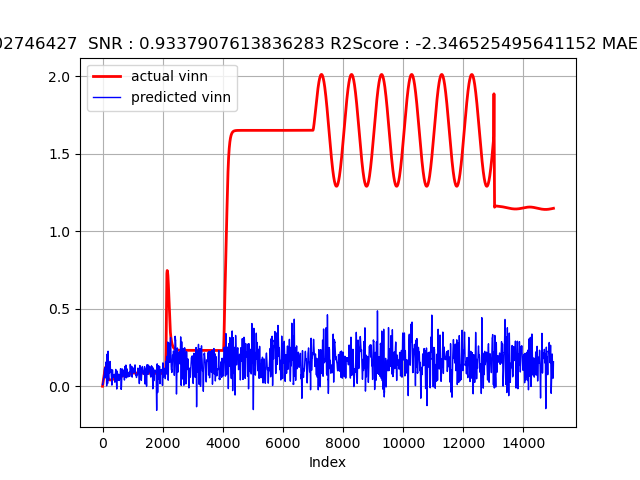 02746427  SNR : 0.9337907613836283 R2Score : -2.346525495641152 MAE
actual vinn
predicted vinn
2.0
1.5
1.0
0.5
0.0
0 2000 4000 6000 8000 10000 12000 14000
Index